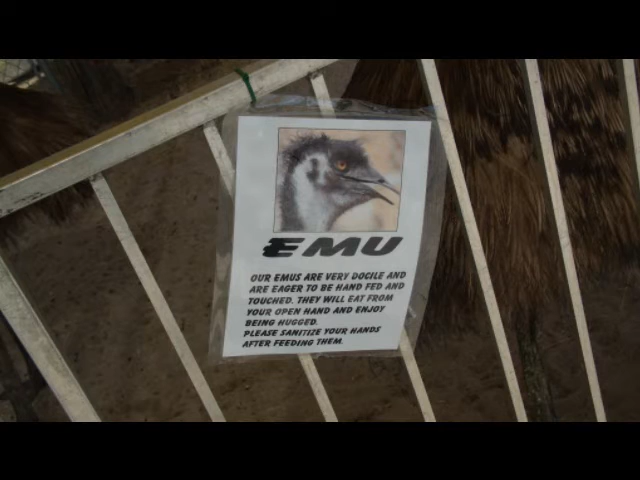 EMU
OUR EMUS ARE VERY DOCILE AND
ARE EAGER TO BE HAND FED AND
TOUCHED. THEY WILL EAT FROM
YOUR OPEN HAND AND ENJOY
BEING HUGGED.
PLEASE SANITIZE YOUR HANDS
AFTER FEEDING THEM.